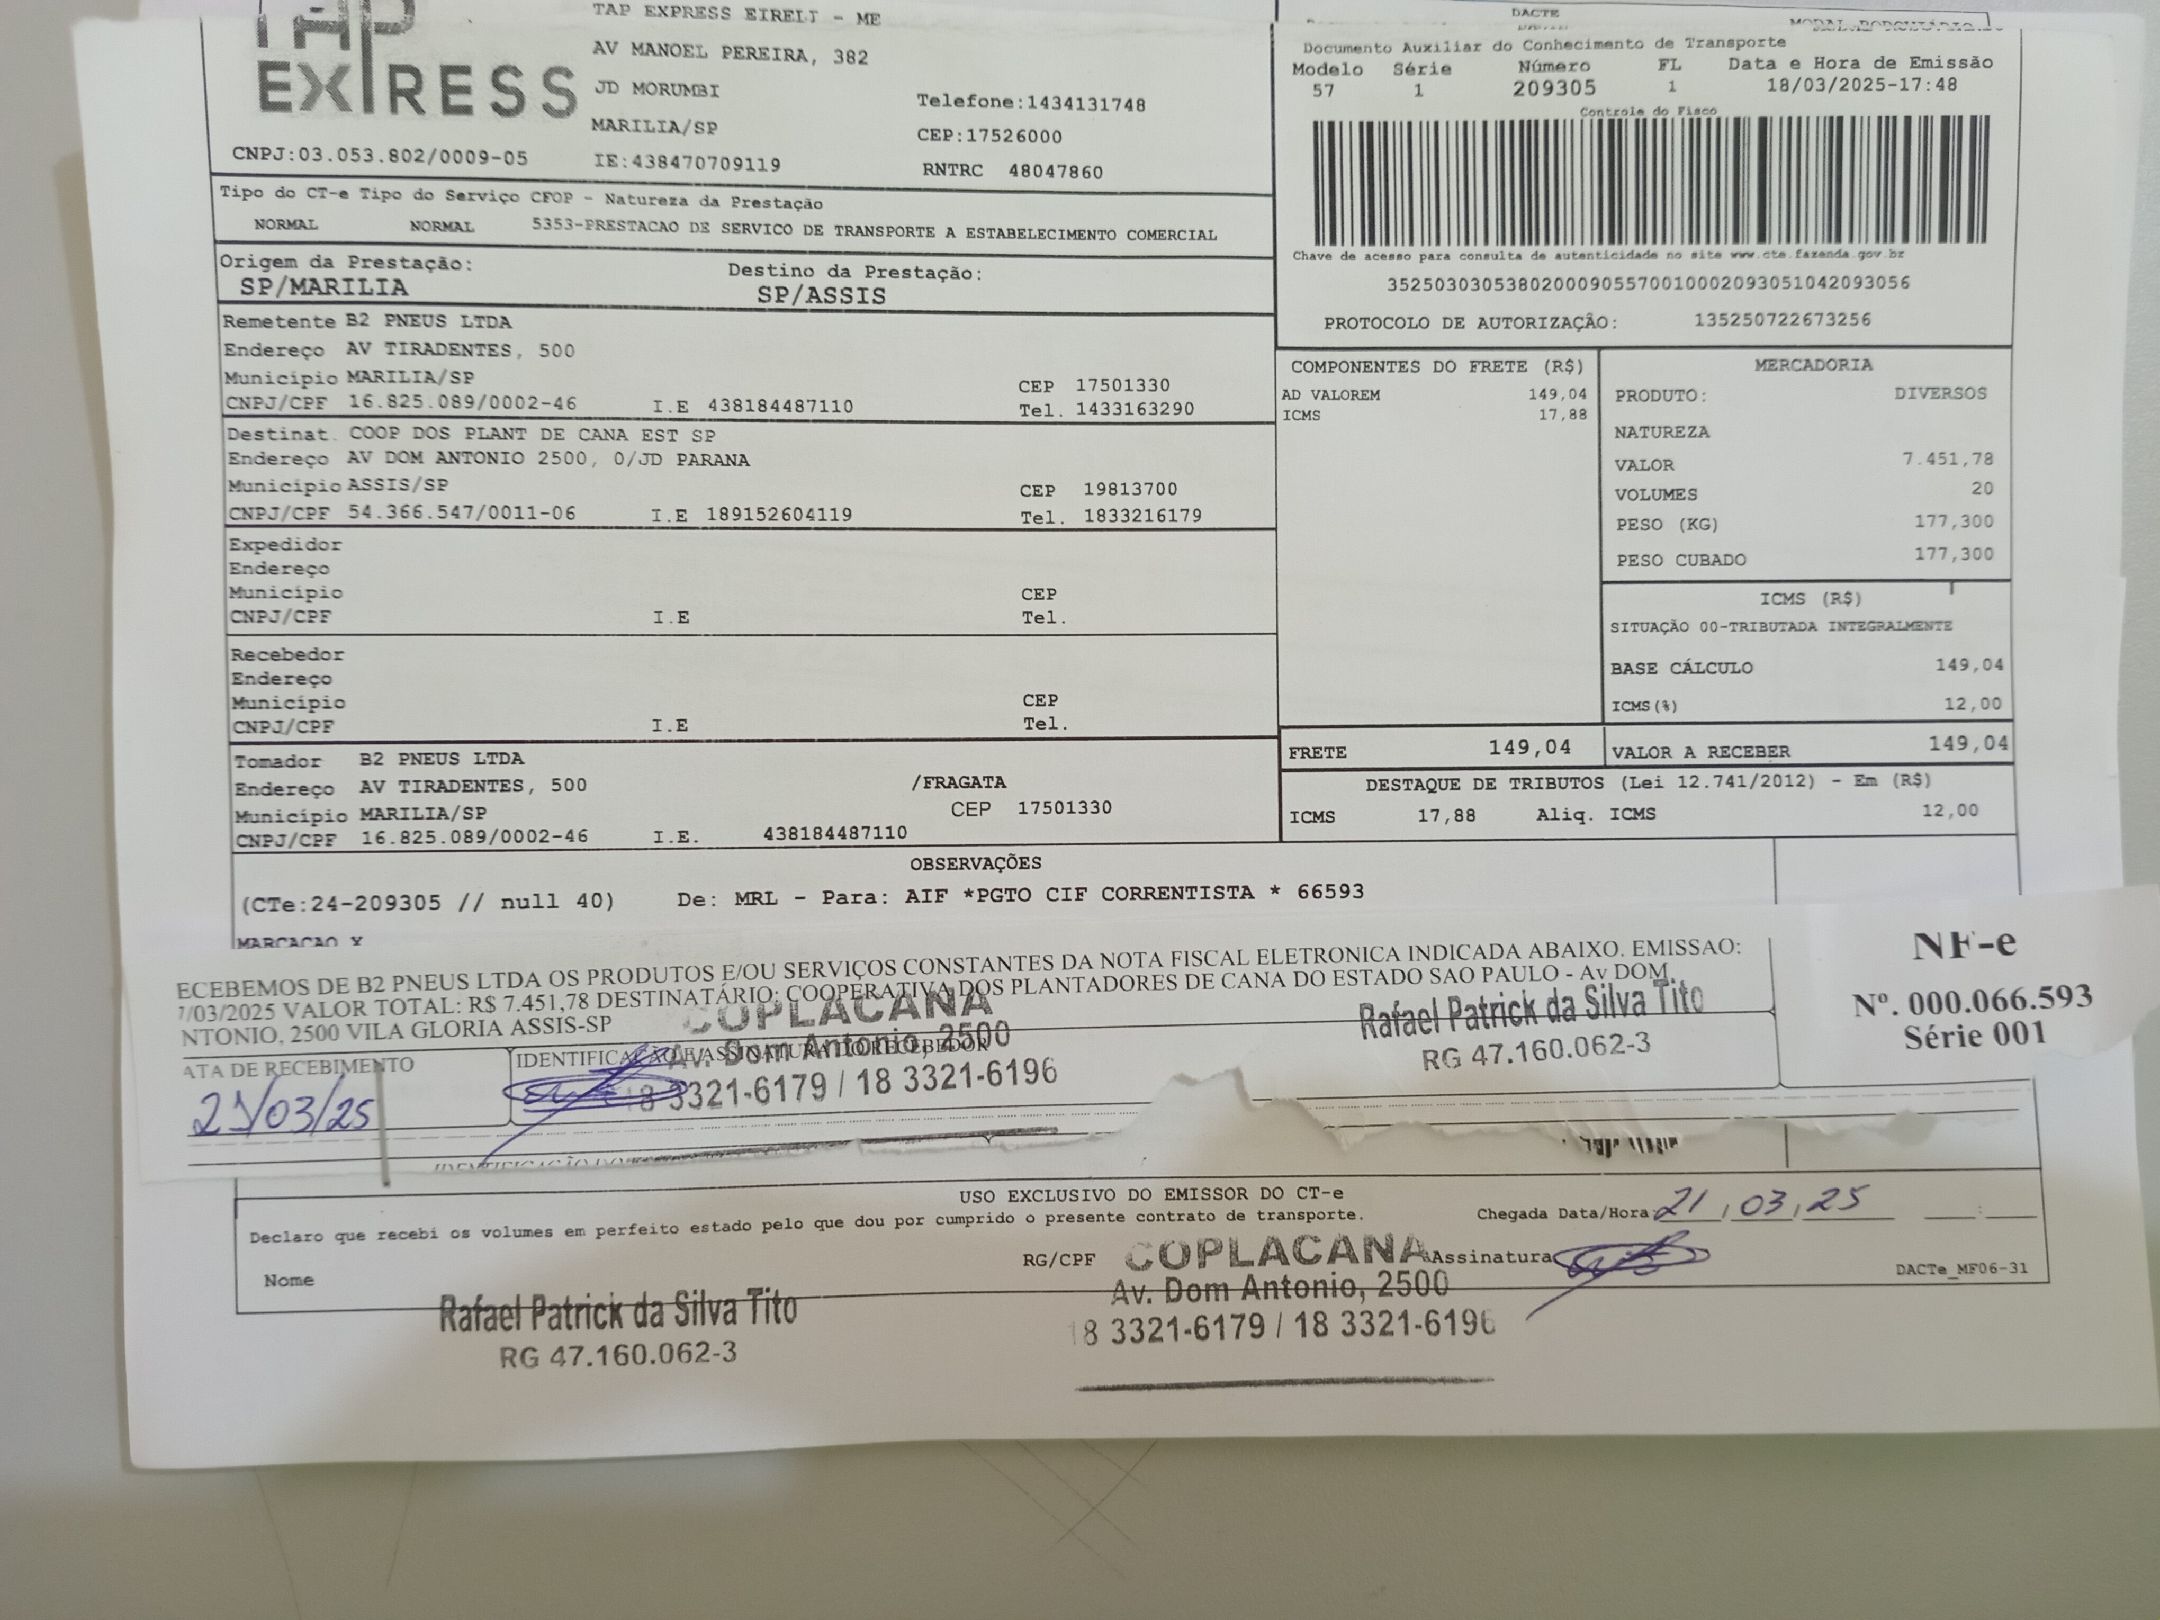 TAP
EXPRESS
TAP EXPRESS EIRELI - ME
AV MANOEL PEREIRA, 382
JD MORUMBI
MARILIA/SP
Telefone:1434131748
CEP:17526000
CNPJ:03.053.802/0009-05
IE:438470709119
RNTRC 48047860
DACTE
MODAL RODOVIÁRIO
Documento Auxiliar do Conhecimento de Transporte
Modelo Série Número FL Data e Hora de Emissão
57 1 209305 1 18/03/2025-17:48
Controle do Fisco
Chave de acesso para consulta de autenticidade no site www.cte.fazenda.gov.br
35250303053802000905570010002093051042093056
PROTOCOLO DE AUTORIZAÇÃO: 135250722673256
Tipo do CT-e Tipo do Serviço CFOP - Natureza da Prestação
NORMAL NORMAL 5353-PRESTACAO DE SERVICO DE TRANSPORTE A ESTABELECIMENTO COMERCIAL
Origem da Prestação: Destino da Prestação:
SP/MARILIA SP/ASSIS
Remetente B2 PNEUS LTDA
Endereço AV TIRADENTES, 500
Município MARILIA/SP CEP 17501330
CNPJ/CPF 16.825.089/0002-46 I.E 438184487110 Tel. 1433163290
Destinat. COOP DOS PLANT DE CANA EST SP
Endereço AV DOM ANTONIO 2500, 0/JD PARANA
Município ASSIS/SP CEP 19813700
CNPJ/CPF 54.366.547/0011-06 I.E 189152604119 Tel. 1833216179
Expedidor
Endereço
Município CEP
CNPJ/CPF I.E Tel.
Recebedor
Endereço
Município CEP
CNPJ/CPF I.E Tel.
Tomador B2 PNEUS LTDA
Endereço AV TIRADENTES, 500 /FRAGATA
Município MARILIA/SP CEP 17501330
CNPJ/CPF 16.825.089/0002-46 I.E. 438184487110
COMPONENTES DO FRETE (R$)
AD VALOREM 149,04
ICMS 17,88
MERCADORIA
PRODUTO: DIVERSOS
NATUREZA
VALOR 7.451,78
VOLUMES 20
PESO (KG) 177,300
PESO CUBADO 177,300
ICMS (R$)
SITUAÇÃO 00-TRIBUTADA INTEGRALMENTE
BASE CÁLCULO 149,04
ICMS(%) 12,00
FRETE 149,04 VALOR A RECEBER 149,04
DESTAQUE DE TRIBUTOS (Lei 12.741/2012) - Em (R$)
ICMS 17,88 Aliq. ICMS 12,00
OBSERVAÇÕES
(CTe:24-209305 // null 40) De: MRL - Para: AIF *PGTO CIF CORRENTISTA * 66593
MARCACAO X
ECEBEMOS DE B2 PNEUS LTDA OS PRODUTOS E/OU SERVIÇOS CONSTANTES DA NOTA FISCAL ELETRONICA INDICADA ABAIXO. EMISSAO:
7/03/2025 VALOR TOTAL: R$ 7.451,78 DESTINATÁRIO: COOPERATIVA DOS PLANTADORES DE CANA DO ESTADO SAO PAULO - Av DOM
NTONIO, 2500 VILA GLORIA ASSIS-SP
ATA DE RECEBIMENTO
IDENTIFICAÇÃO E ASSINATURA DO RECEBEDOR
21/03/25
COPLACANA
Av. Dom Antonio, 2500
18 3321-6179 / 18 3321-6196
Rafael Patrick da Silva Tito
RG 47.160.062-3
NF-e
Nº. 000.066.593
Série 001
USO EXCLUSIVO DO EMISSOR DO CT-e
Declaro que recebi os volumes em perfeito estado pelo que dou por cumprido o presente contrato de transporte.
Chegada Data/Hora 21/03/25
Nome RG/CPF Assinatura
DACTe_MF06-31
Rafael Patrick da Silva Tito
RG 47.160.062-3
COPLACANA
Av. Dom Antonio, 2500
18 3321-6179 / 18 3321-6196